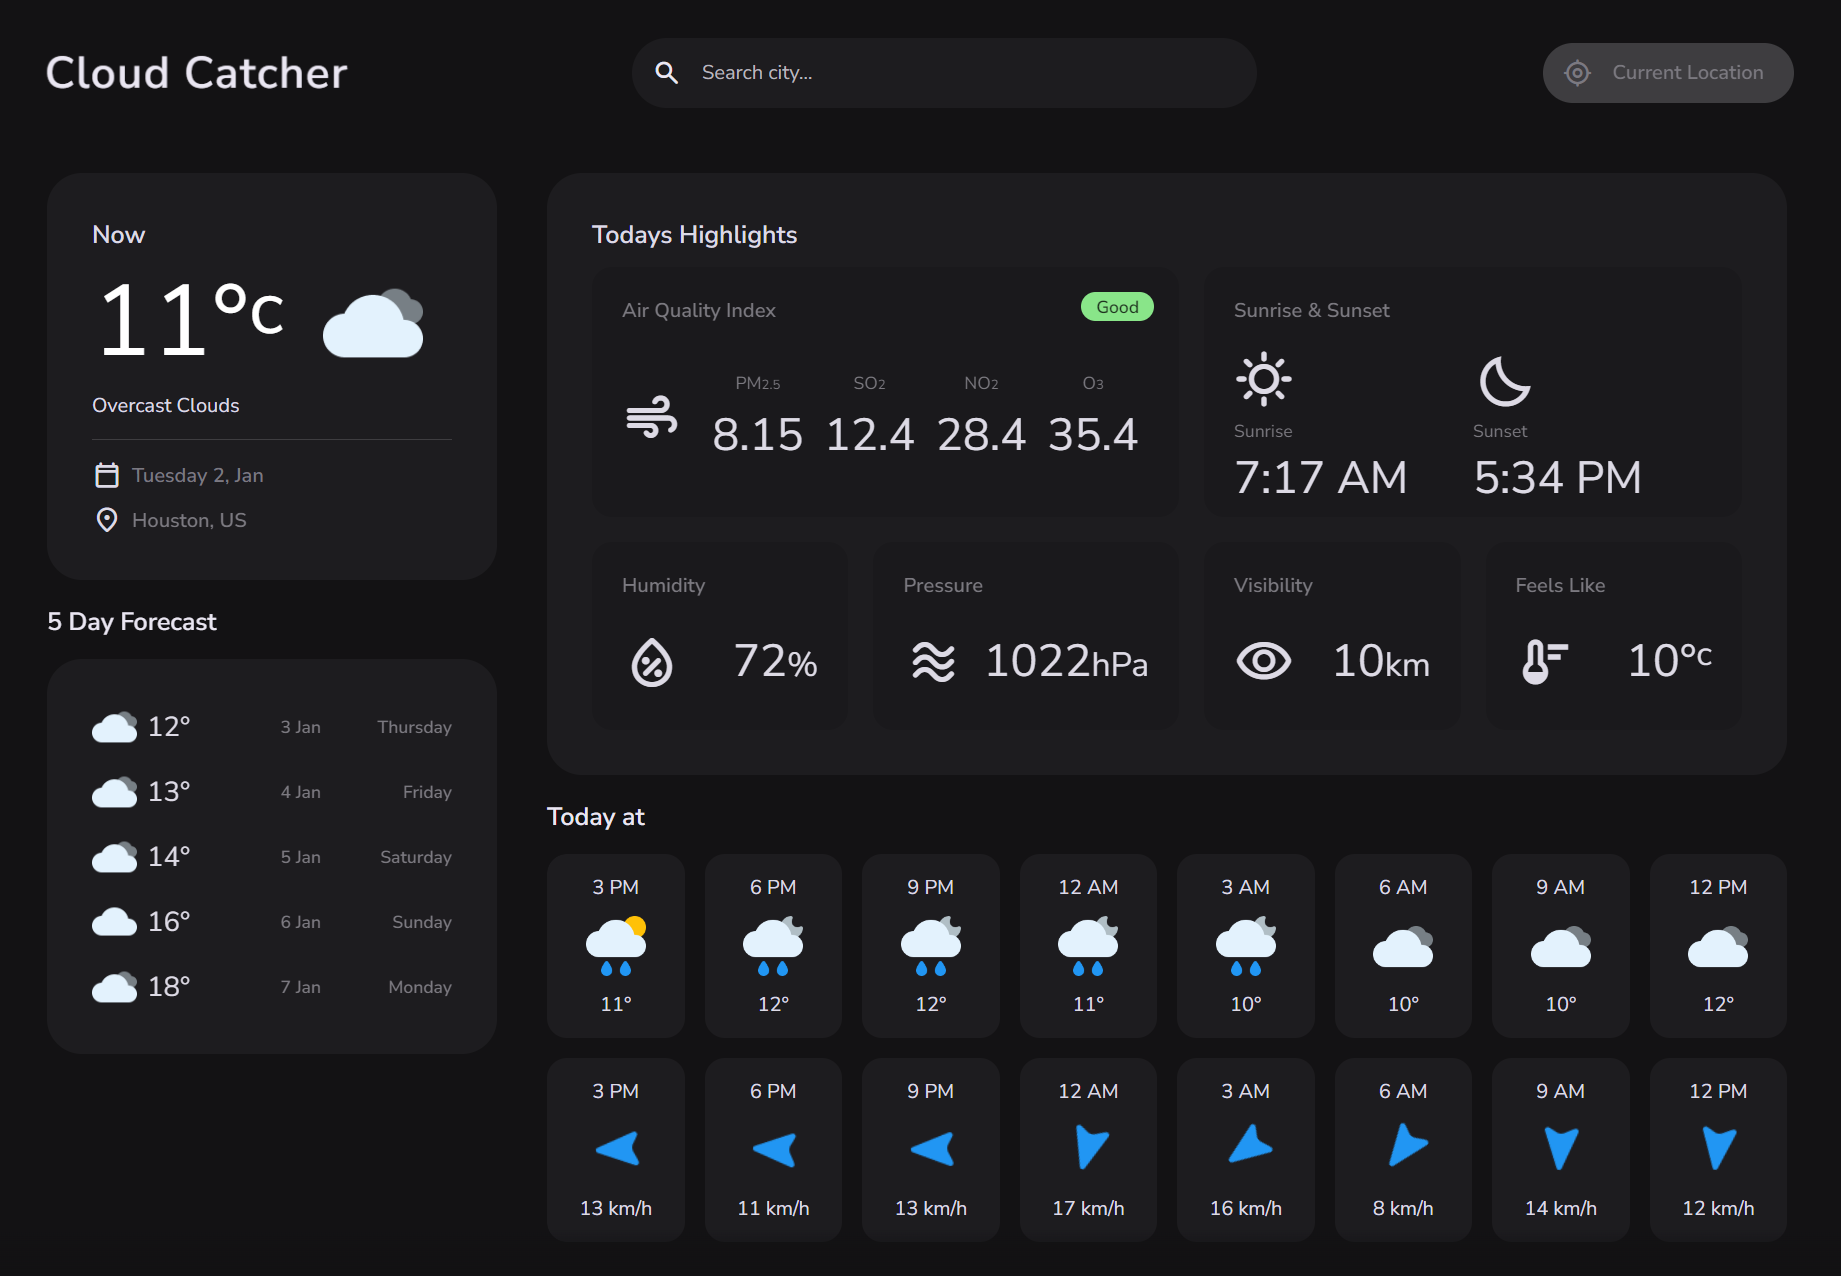 Cloud Catcher
Search city...
Current Location
Now
11°c
Overcast Clouds
Tuesday 2, Jan
Houston, US
5 Day Forecast
12° 3 Jan Thursday
13° 4 Jan Friday
14° 5 Jan Saturday
16° 6 Jan Sunday
18° 7 Jan Monday
Todays Highlights
Air Quality Index
Good
PM2.5 SO2 NO2 O3
8.15 12.4 28.4 35.4
Sunrise & Sunset
Sunrise
7:17 AM
Sunset
5:34 PM
Humidity
72%
Pressure
1022hPa
Visibility
10km
Feels Like
10°c
Today at
3 PM 6 PM 9 PM 12 AM 3 AM 6 AM 9 AM 12 PM
11° 12° 12° 11° 10° 10° 10° 12°
3 PM 6 PM 9 PM 12 AM 3 AM 6 AM 9 AM 12 PM
13 km/h 11 km/h 13 km/h 17 km/h 16 km/h 8 km/h 14 km/h 12 km/h